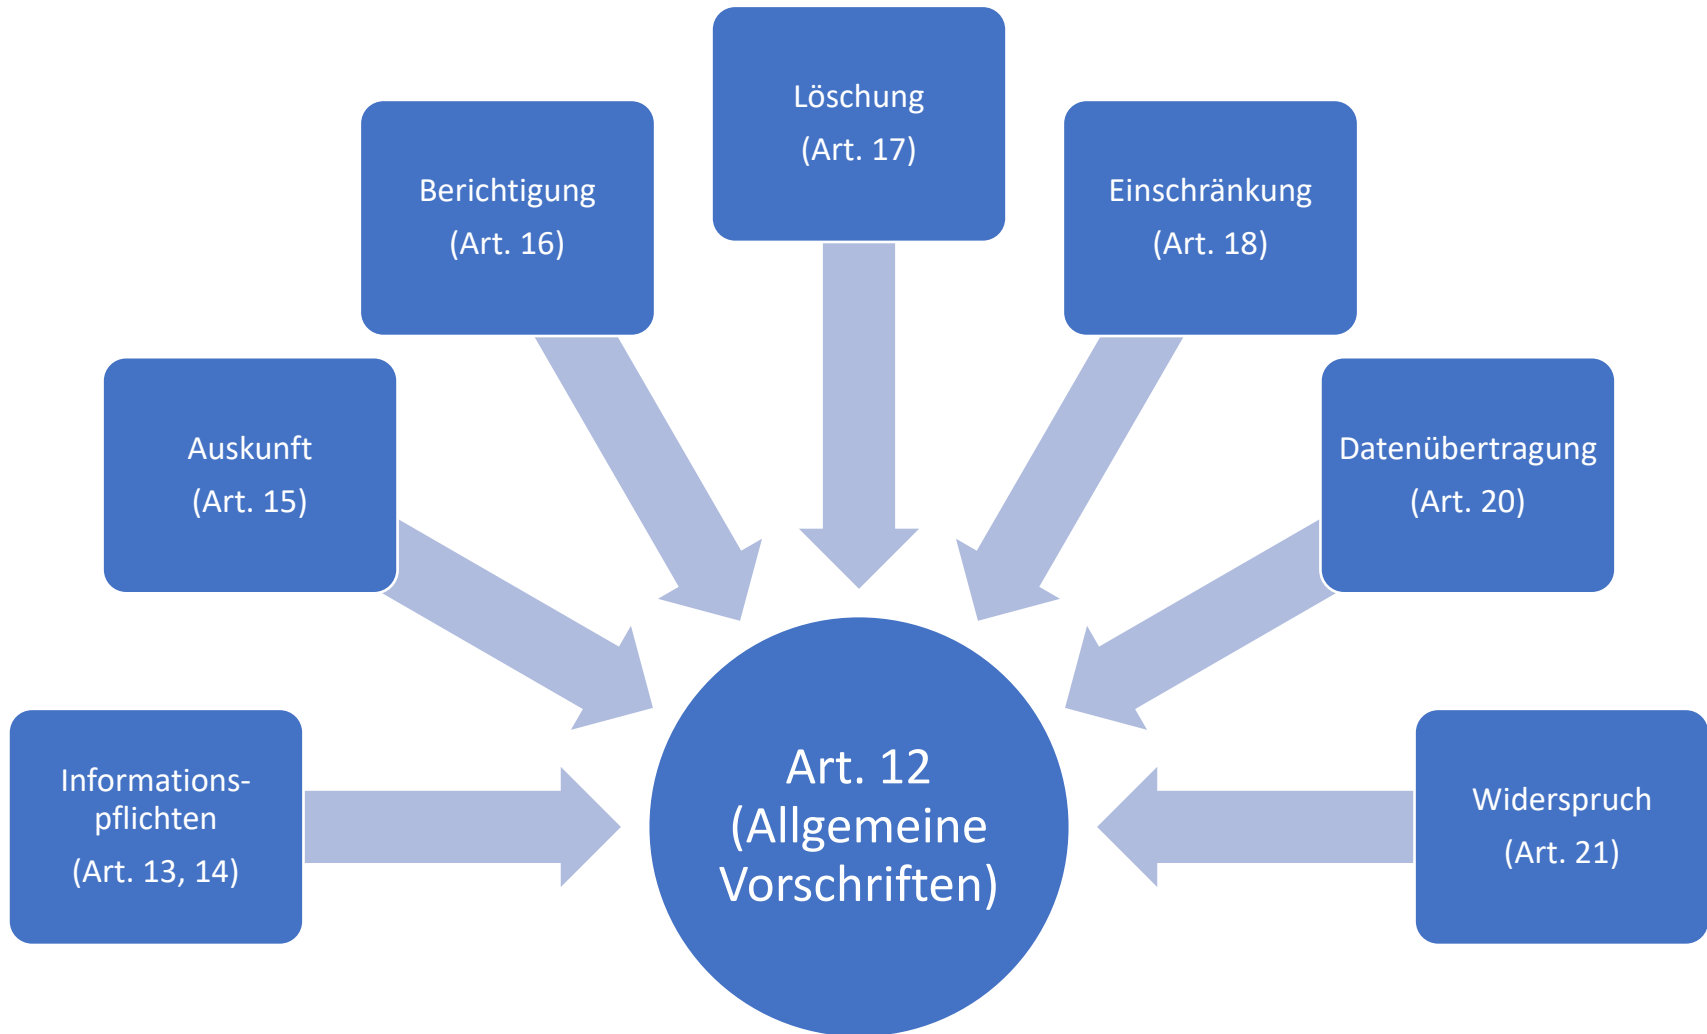 Löschung
(Art. 17)
Berichtigung
(Art. 16)
Einschränkung
(Art. 18)
Auskunft
(Art. 15)
Datenübertragung
(Art. 20)
Informations-
pflichten
(Art. 13, 14)
Art. 12
(Allgemeine
Vorschriften)
Widerspruch
(Art. 21)